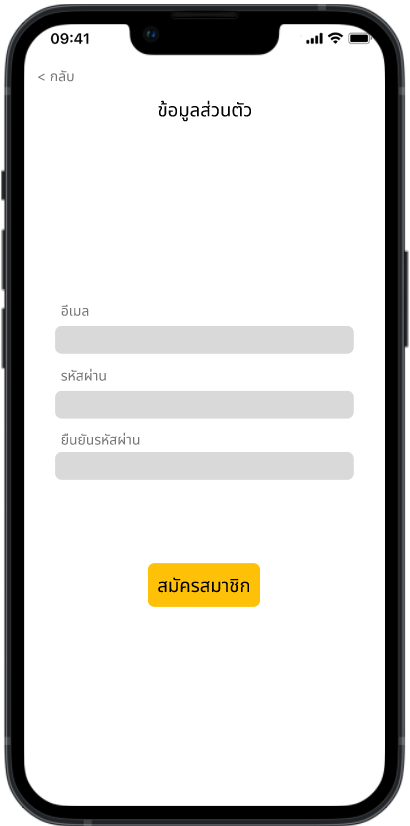 09:41
< กลับ
ข้อมูลส่วนตัว
อีเมล
รหัสผ่าน
ยืนยันรหัสผ่าน
สมัครสมาชิก